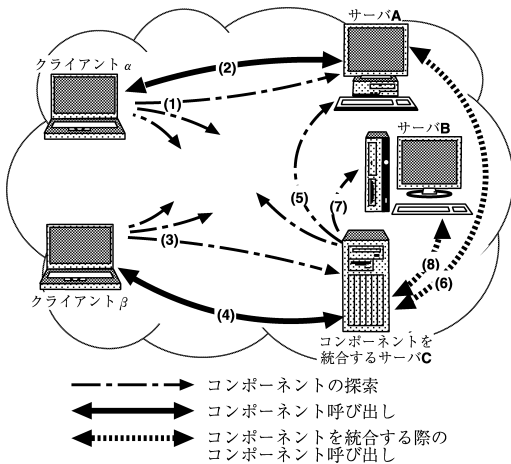 クライアントα
サーバA
(2)
(1)
サーバB
(5)
(7)
(3)
(8)
(6)
クライアントβ
(4)
コンポーネントを
統合するサーバC
コンポーネントの探索
コンポーネント呼び出し
コンポーネントを統合する際の
コンポーネント呼び出し